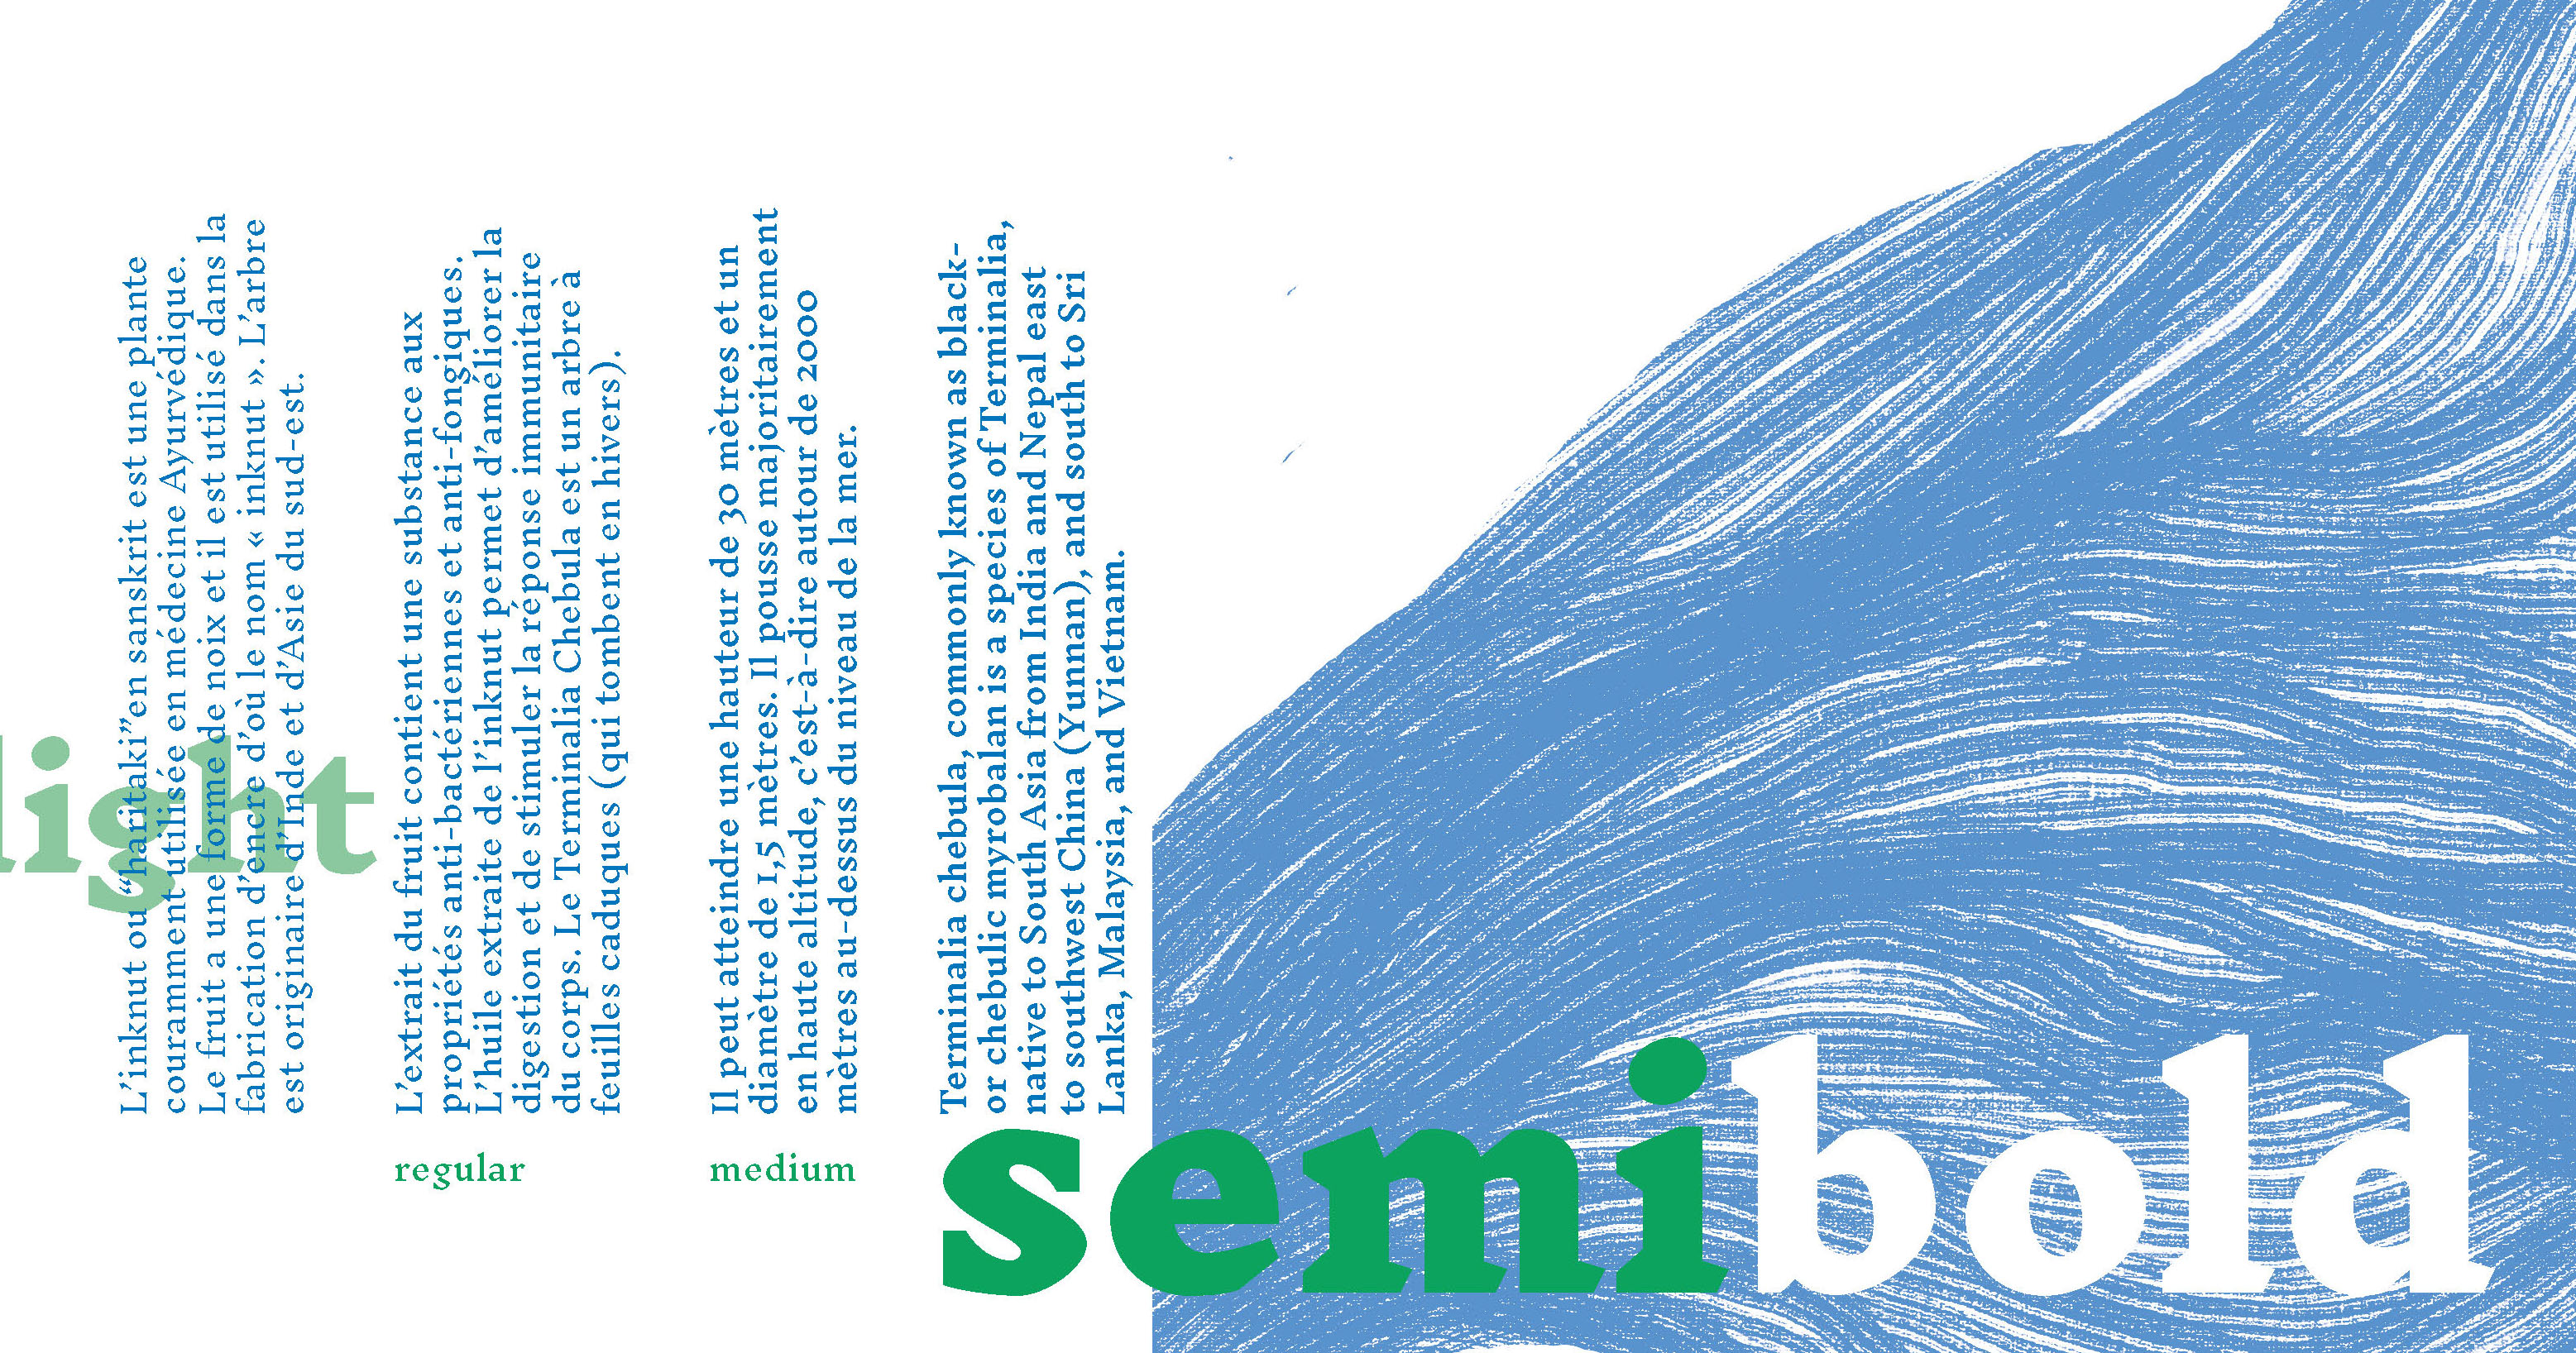 light
L’inknut ou “haritaki”en sanskrit est une plante
couramment utilisée en médecine Ayurvédique.
Le fruit a une forme de noix et il est utilisé dans la
fabrication d’encre d’où le nom « inknut ». L’arbre
est originaire d’Inde et d’Asie du sud-est.
regular
L’extrait du fruit contient une substance aux
propriétés anti-bactériennes et anti-fongiques.
L’huile extraite de l’inknut permet d’améliorer la
digestion et de stimuler la réponse immunitaire
du corps. Le Terminalia Chebula est un arbre à
feuilles caduques (qui tombent en hivers).
medium
Il peut atteindre une hauteur de 30 mètres et un
diamètre de 1,5 mètres. Il pousse majoritairement
en haute altitude, c’est-à-dire autour de 2000
mètres au-dessus du niveau de la mer.
Terminalia chebula, commonly known as black-
or chebulic myrobalan is a species of Terminalia,
native to South Asia from India and Nepal east
to southwest China (Yunnan), and south to Sri
Lanka, Malaysia, and Vietnam.
semibold